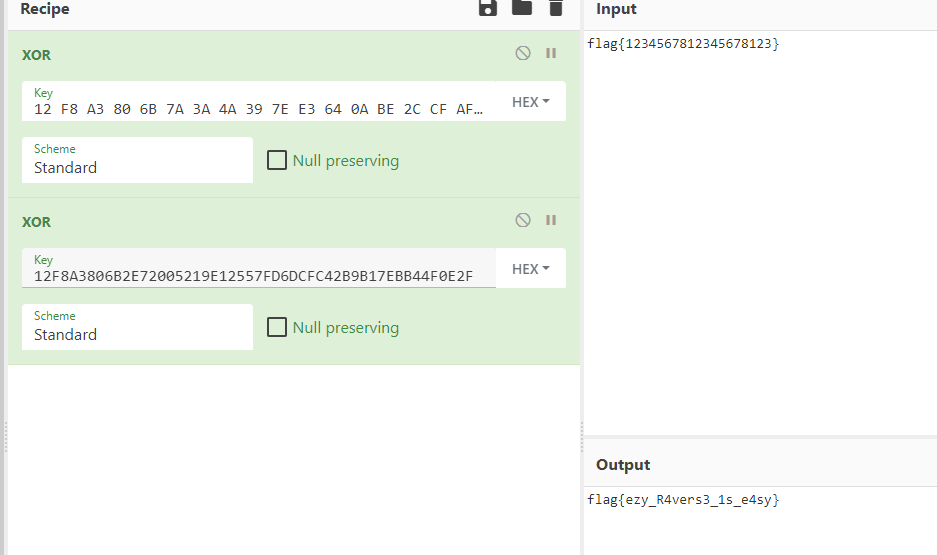 Recipe
XOR
Key
12 F8 A3 80 6B 7A 3A 4A 39 7E E3 64 0A BE 2C CF AF…
HEX
Scheme
Standard
Null preserving
XOR
Key
12F8A3806B2E72005219E12557FD6DCFC42B9B17EBB44F0E2F
HEX
Scheme
Standard
Null preserving
Input
flag{1234567812345678123}
Output
flag{ezy_R4vers3_1s_e4sy}